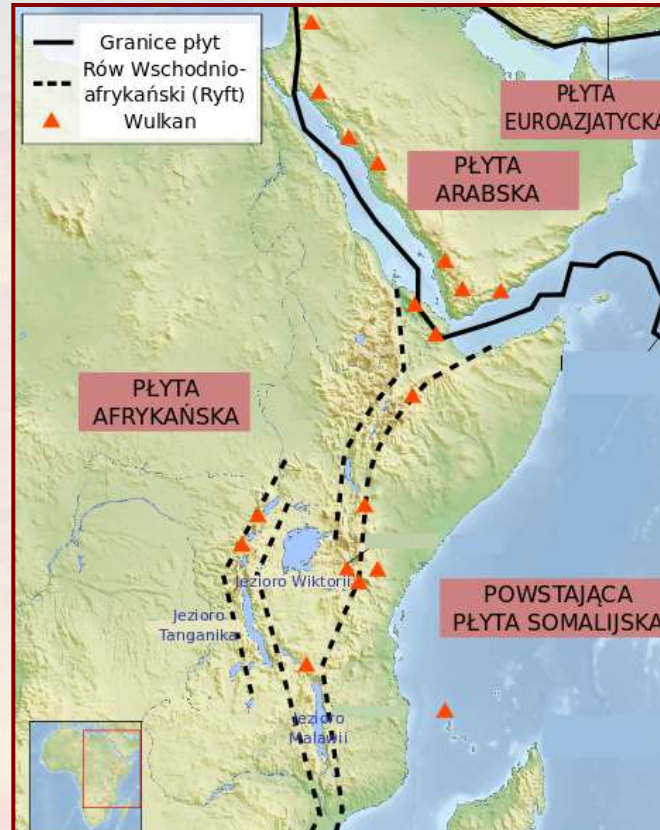 Granice płyt
Rów Wschodnio-
afrykański (Ryft)
Wulkan
PŁYTA
EUROAZJATYCKA
PŁYTA
ARABSKA
PŁYTA
AFRYKAŃSKA
Jezioro Wiktorii
Jezioro
Tanganika
POWSTAJĄCA
PŁYTA SOMALIJSKA
Jezioro
Malawii